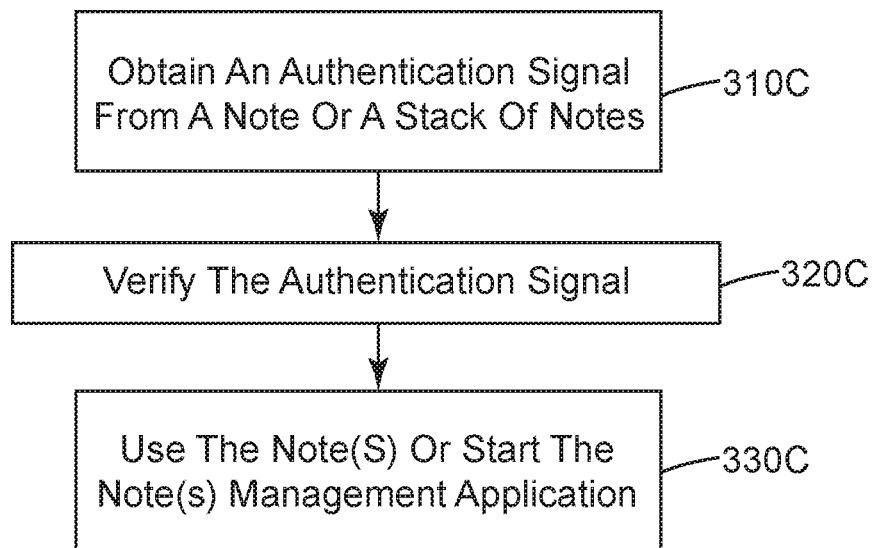 Obtain An Authentication Signal
From A Note Or A Stack Of Notes
310C
Verify The Authentication Signal
320C
Use The Note(S) Or Start The
Note(s) Management Application
330C